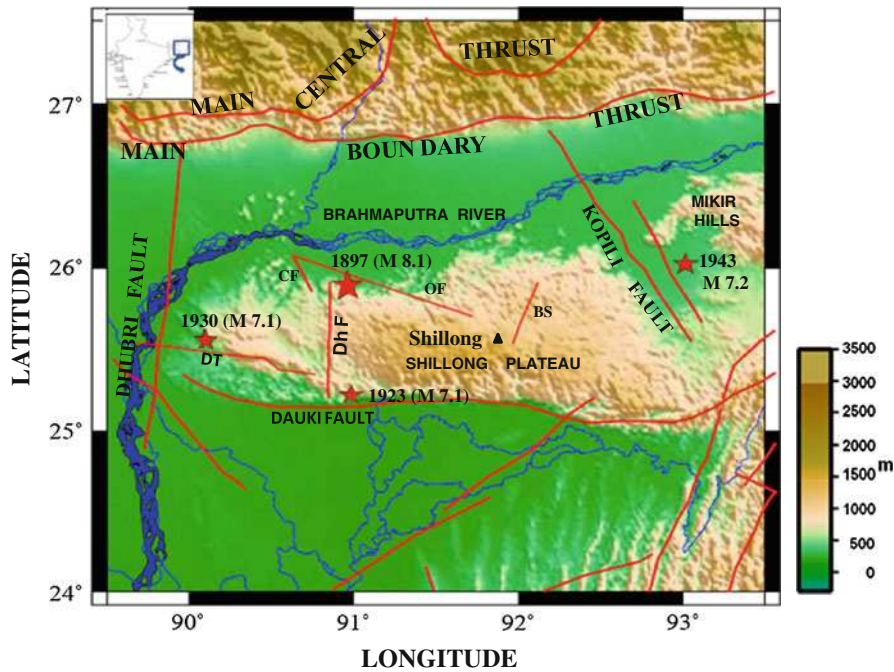 CENTRAL
THRUST
MAIN
27°
THRUST
MAIN
BOUN DARY
MIKIR
HILLS
BRAHMAPUTRA RIVER
KOPILI FAULT
26°
1897 (M 8.1)
1943
M 7.2
CF
OF
DHUBRI FAULT
BS
1930 (M 7.1)
DhF
Shillong
DT
SHILLONG PLATEAU
1923 (M 7.1)
DAUKI FAULT
25°
24°
90°
91°
92°
93°
LATITUDE
LONGITUDE
3500
3000
2500
2000
m
1500
1000
500
0